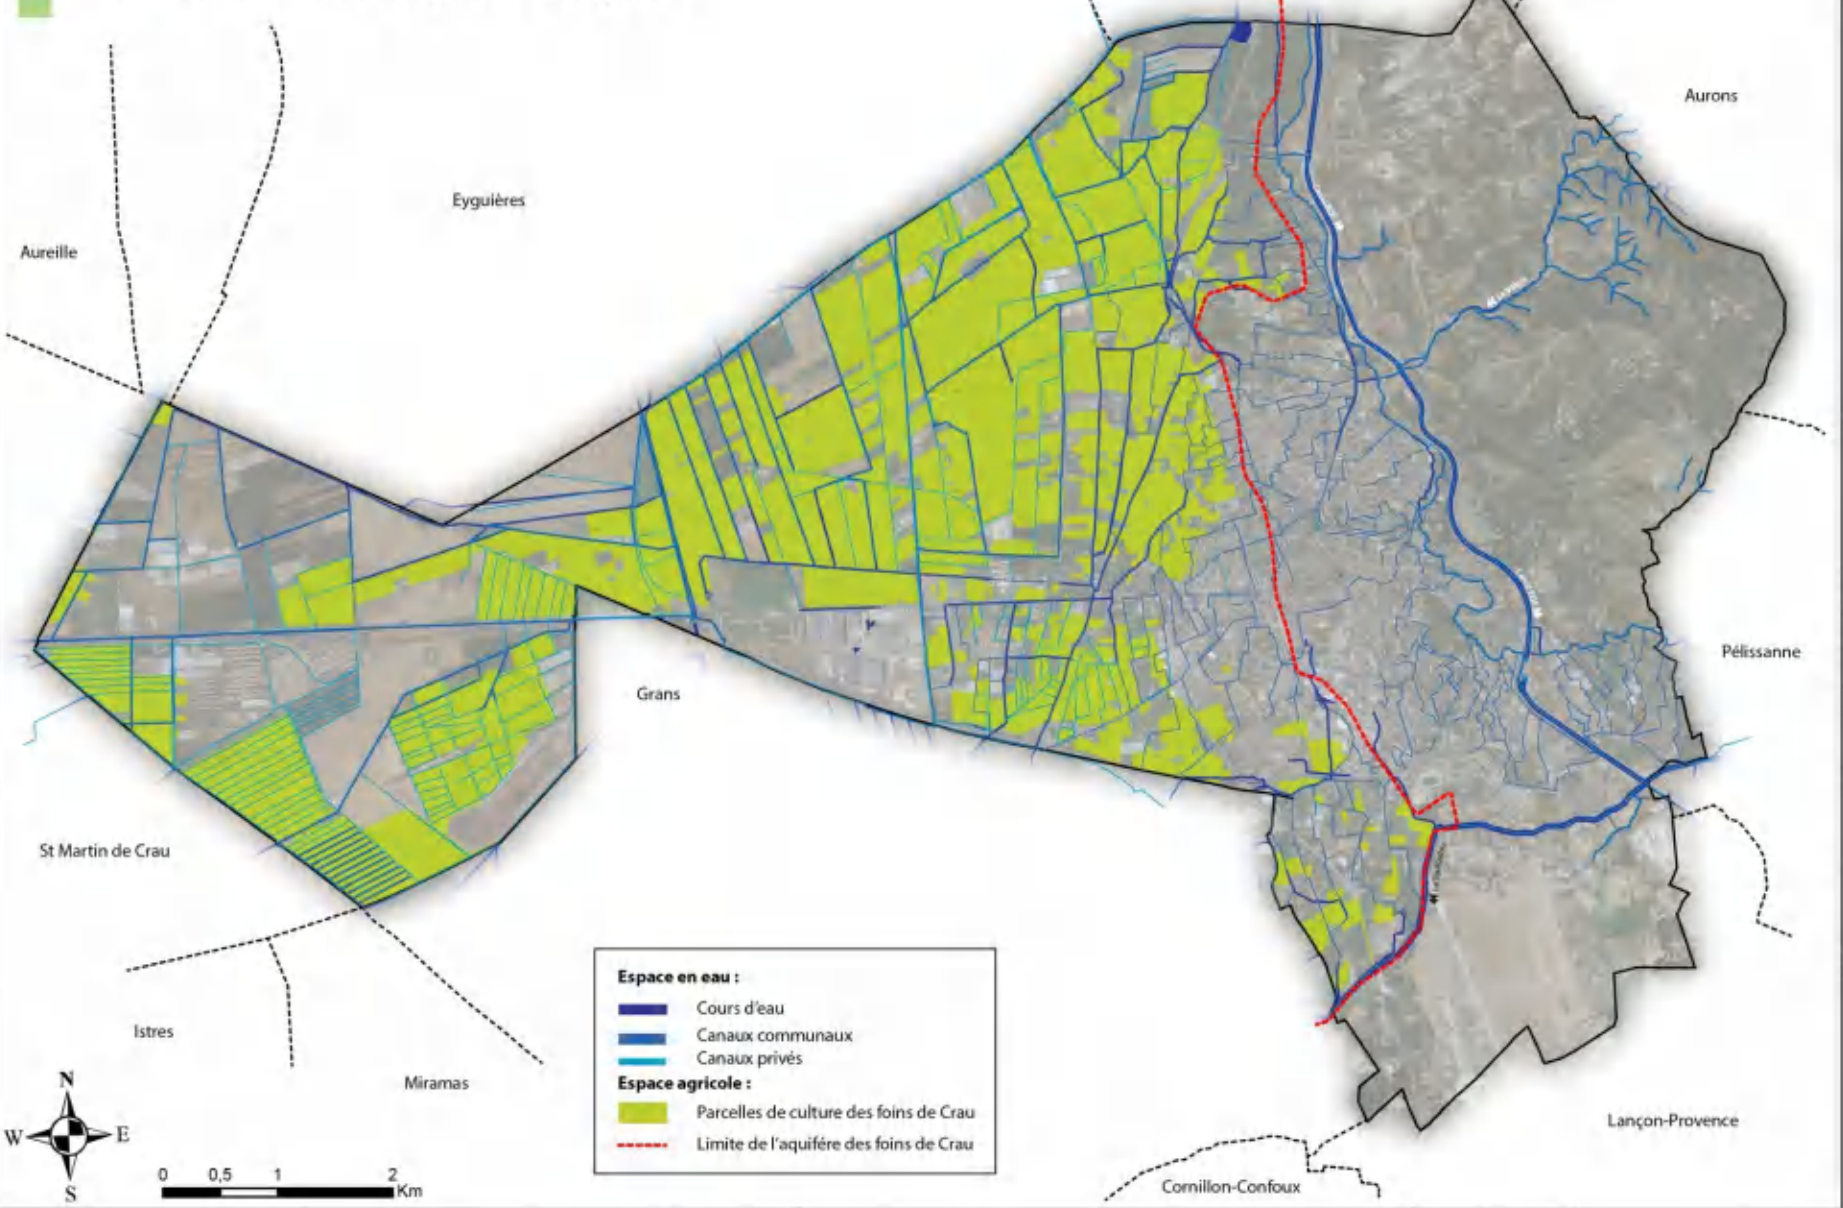 Aurons
Eyguières
Aureille
Pélissanne
Grans
St Martin de Crau
Istres
Miramas
Lançon-Provence
Cornillon-Confoux
Espace en eau :
Cours d'eau
Canaux communaux
Canaux privés
Espace agricole :
Parcelles de culture des foins de Crau
Limite de l'aquifére des foins de Crau
N
W E
S
0 0,5 1 2
Km